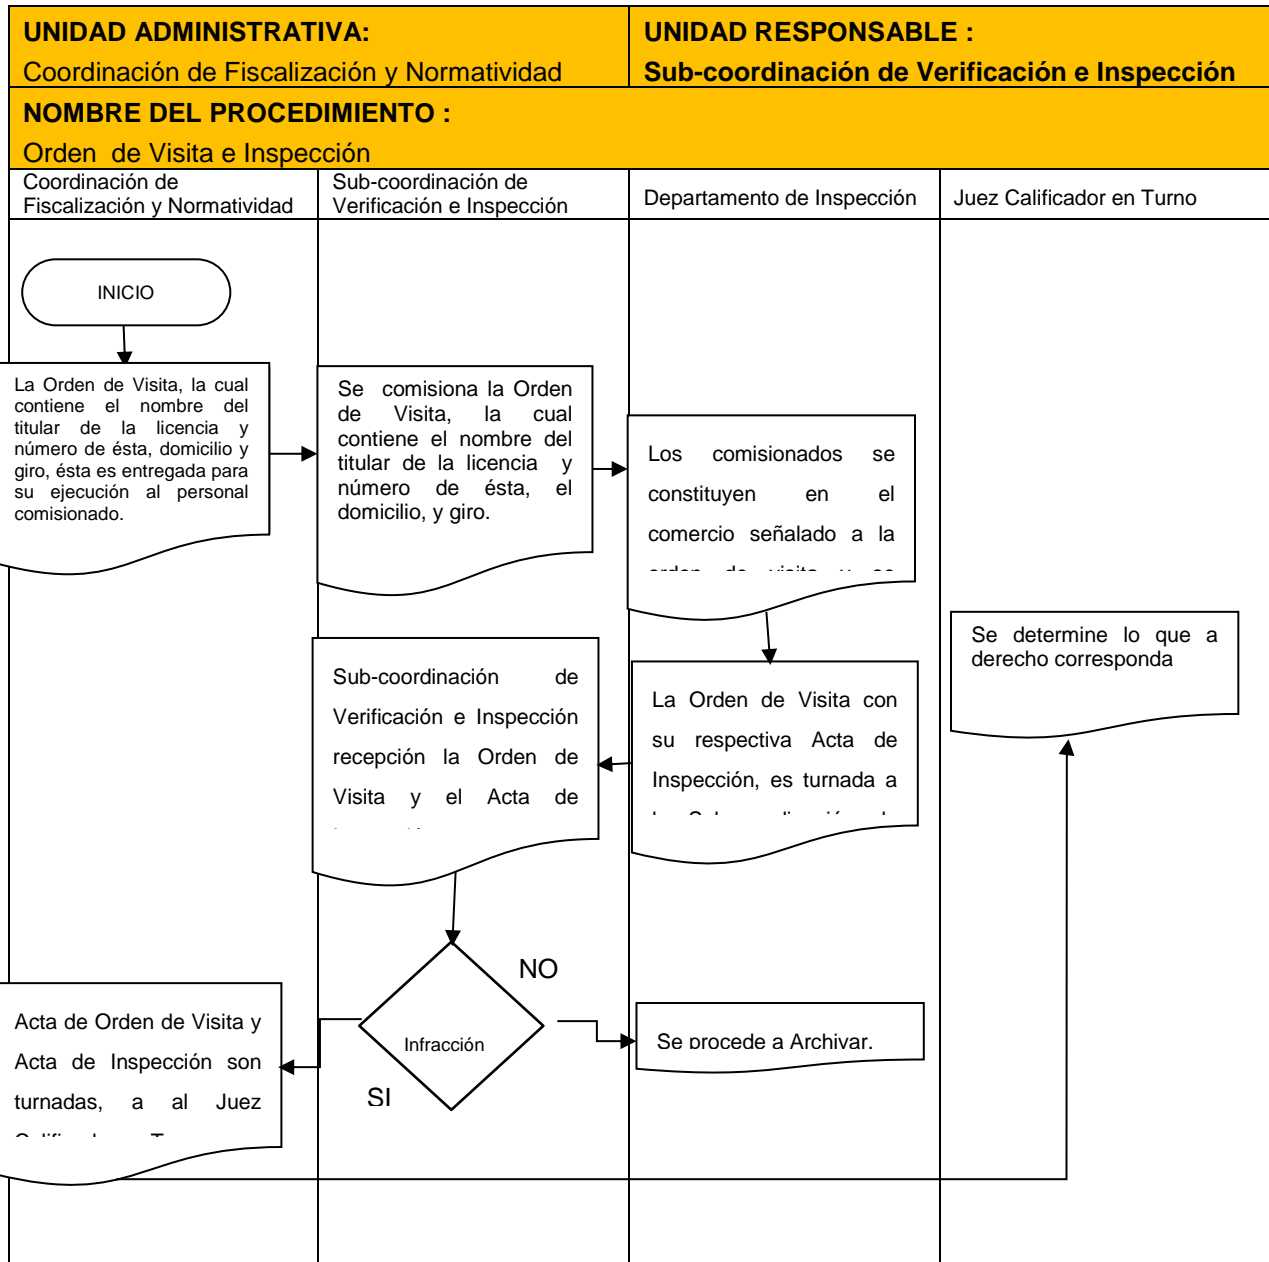 UNIDAD ADMINISTRATIVA:
Coordinación de Fiscalización y Normatividad
UNIDAD RESPONSABLE :
Sub-coordinación de Verificación e Inspección
NOMBRE DEL PROCEDIMIENTO :
Orden de Visita e Inspección
Coordinación de
Fiscalización y Normatividad
Sub-coordinación de
Verificación e Inspección
Departamento de Inspección
Juez Calificador en Turno
INICIO
La Orden de Visita, la cual
contiene el nombre del
titular de la licencia y
número de ésta, domicilio y
giro, ésta es entregada para
su ejecución al personal
comisionado.
Se comisiona la Orden
de Visita, la cual
contiene el nombre del
titular de la licencia y
número de ésta, el
domicilio, y giro.
Los comisionados se
constituyen en el
comercio señalado a la
orden de visita y se
La Orden de Visita con
su respectiva Acta de
Inspección, es turnada a
Sub-coordinación de
Verificación e Inspección
recepción la Orden de
Visita y el Acta de
Se determine lo que a
derecho corresponda
Infracción
NO
SI
Se procede a Archivar.
Acta de Orden de Visita y
Acta de Inspección son
turnadas, a al Juez